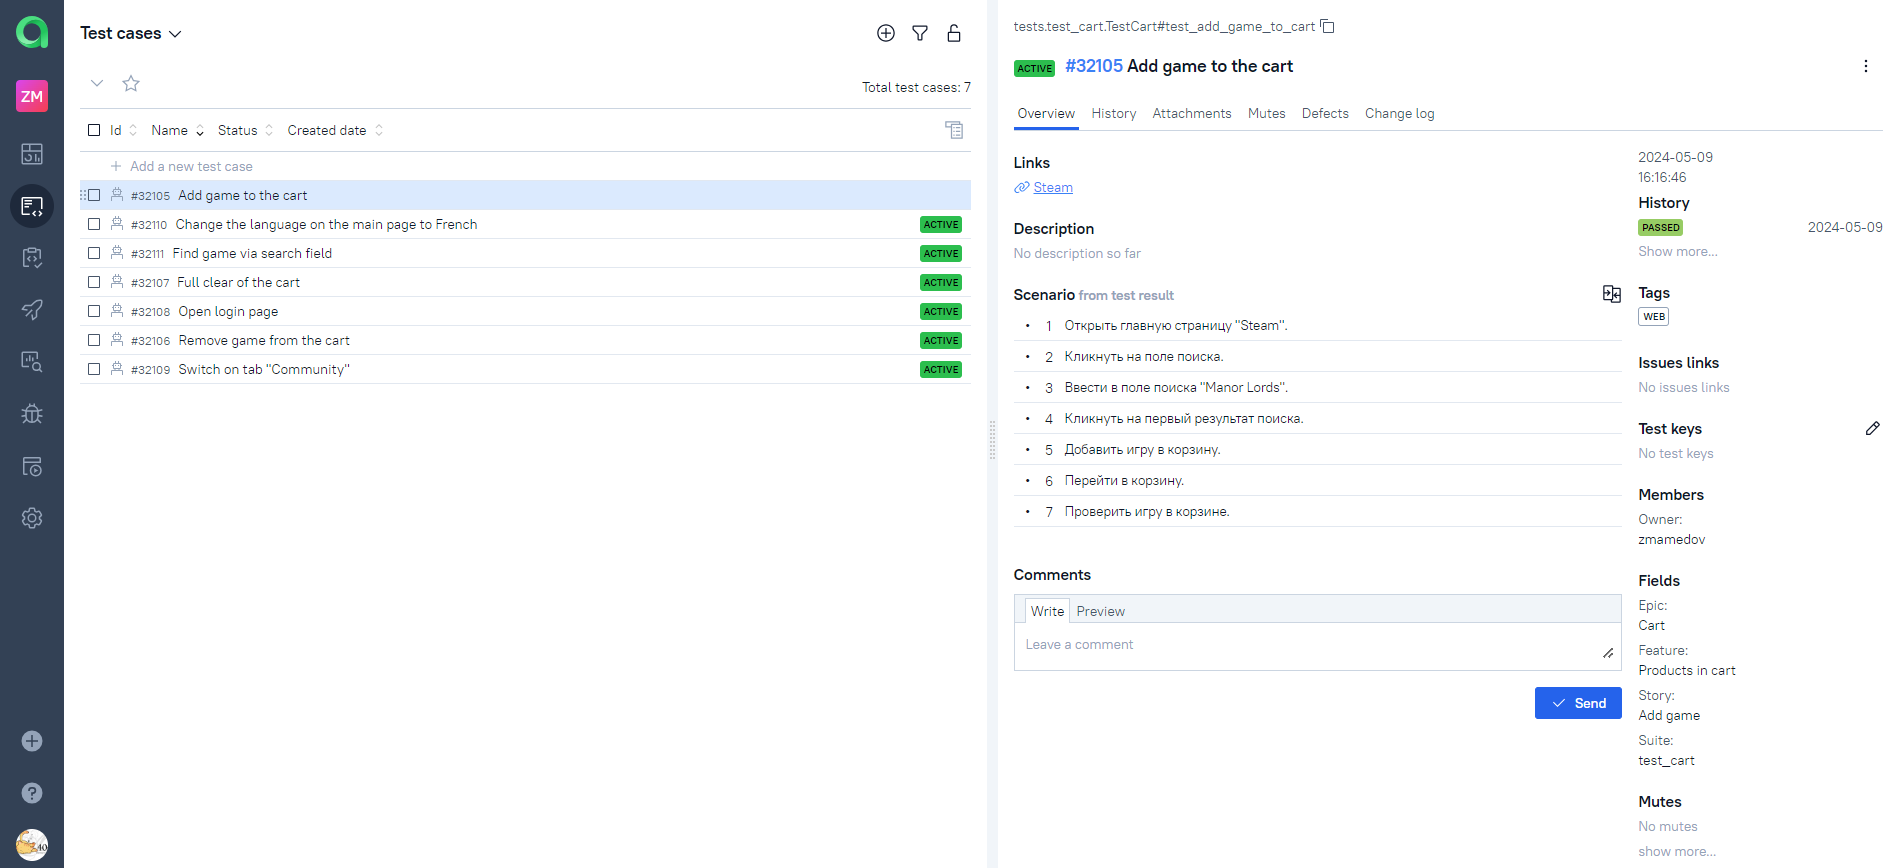 ZM
Test cases
Total test cases: 7
Id Name Status Created date
Add a new test case
#32105 Add game to the cart
#32110 Change the language on the main page to French ACTIVE
#32111 Find game via search field ACTIVE
#32107 Full clear of the cart ACTIVE
#32108 Open login page ACTIVE
#32106 Remove game from the cart ACTIVE
#32109 Switch on tab "Community" ACTIVE
tests.test_cart.TestCart#test_add_game_to_cart
ACTIVE #32105 Add game to the cart
Overview History Attachments Mutes Defects Change log
Links
Steam
Description
No description so far
Scenario from test result
• 1 Открыть главную страницу "Steam".
• 2 Кликнуть на поле поиска.
• 3 Ввести в поле поиска "Manor Lords".
• 4 Кликнуть на первый результат поиска.
• 5 Добавить игру в корзину.
• 6 Перейти в корзину.
• 7 Проверить игру в корзине.
Comments
Write Preview
Leave a comment
Send
2024-05-09
16:16:46
History
PASSED 2024-05-09
Show more...
Tags
WEB
Issues links
No issues links
Test keys
No test keys
Members
Owner:
zmamedov
Fields
Epic:
Cart
Feature:
Products in cart
Story:
Add game
Suite:
test_cart
Mutes
No mutes
show more...